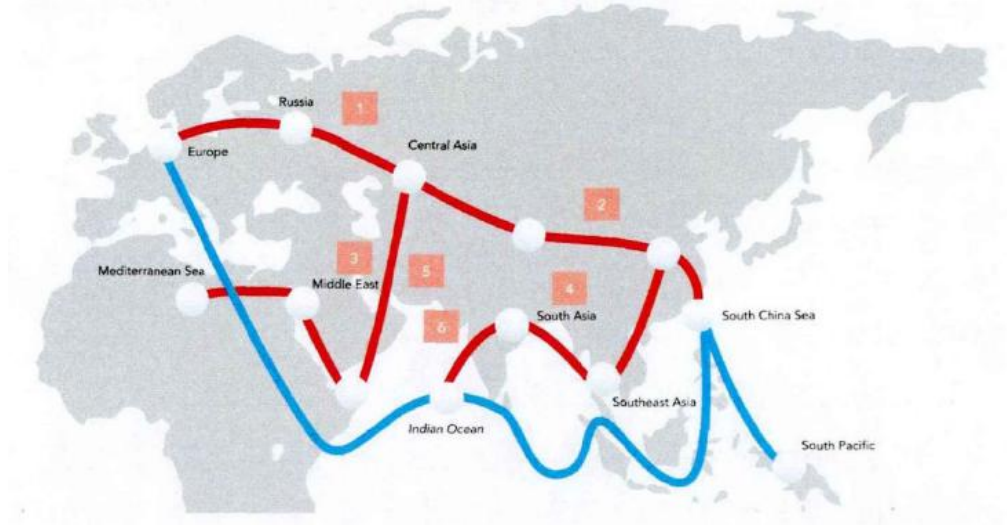 Russia
1
Central Asia
Europe
2
Mediterranean Sea
3
Middle East
5
4
6
South Asia
South China Sea
Southeast Asia
Indian Ocean
South Pacific